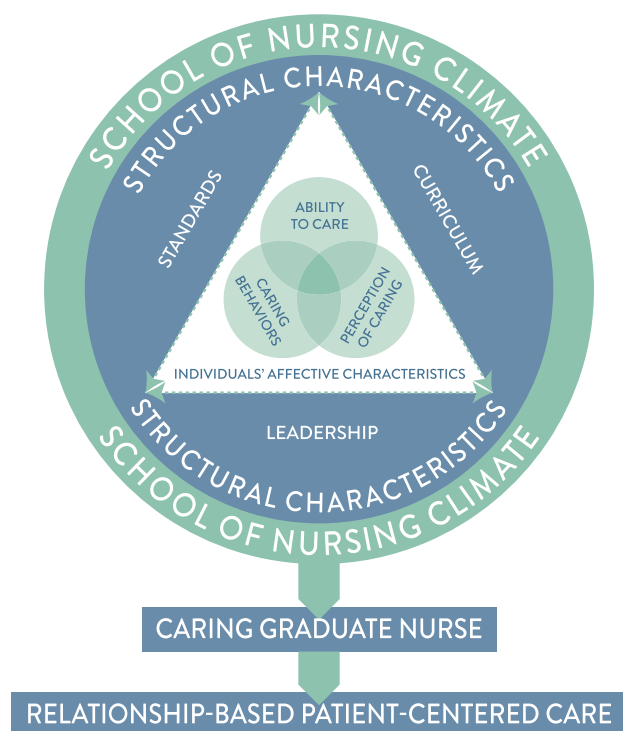 SCHOOL OF NURSING CLIMATE
STRUCTURAL CHARACTERISTICS
STANDARDS
CURRICULUM
ABILITY
TO CARE
CARING
BEHAVIORS
PERCEPTION
OF CARING
INDIVIDUALS’ AFFECTIVE CHARACTERISTICS
LEADERSHIP
STRUCTURAL CHARACTERISTICS
SCHOOL OF NURSING CLIMATE
CARING GRADUATE NURSE
RELATIONSHIP-BASED PATIENT-CENTERED CARE